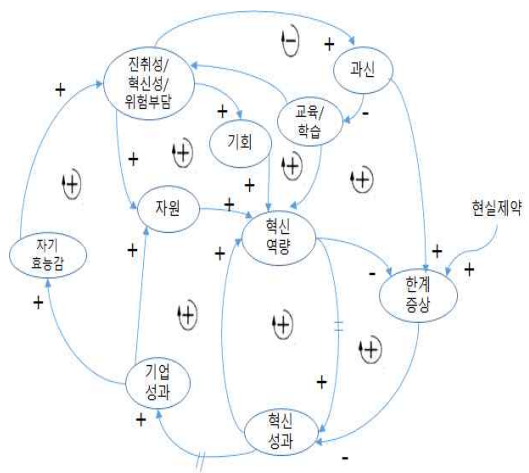 진취성/
혁신성/
위험부담
과신
교육/
학습
기회
자원
혁신
역량
현실제약
자기
효능감
한계
증상
기업
성과
혁신
성과
+
+
-
+
+
+
+
+
+
+
+
-
+
+
+
-
-
+
+
+
+
+
+
+
+